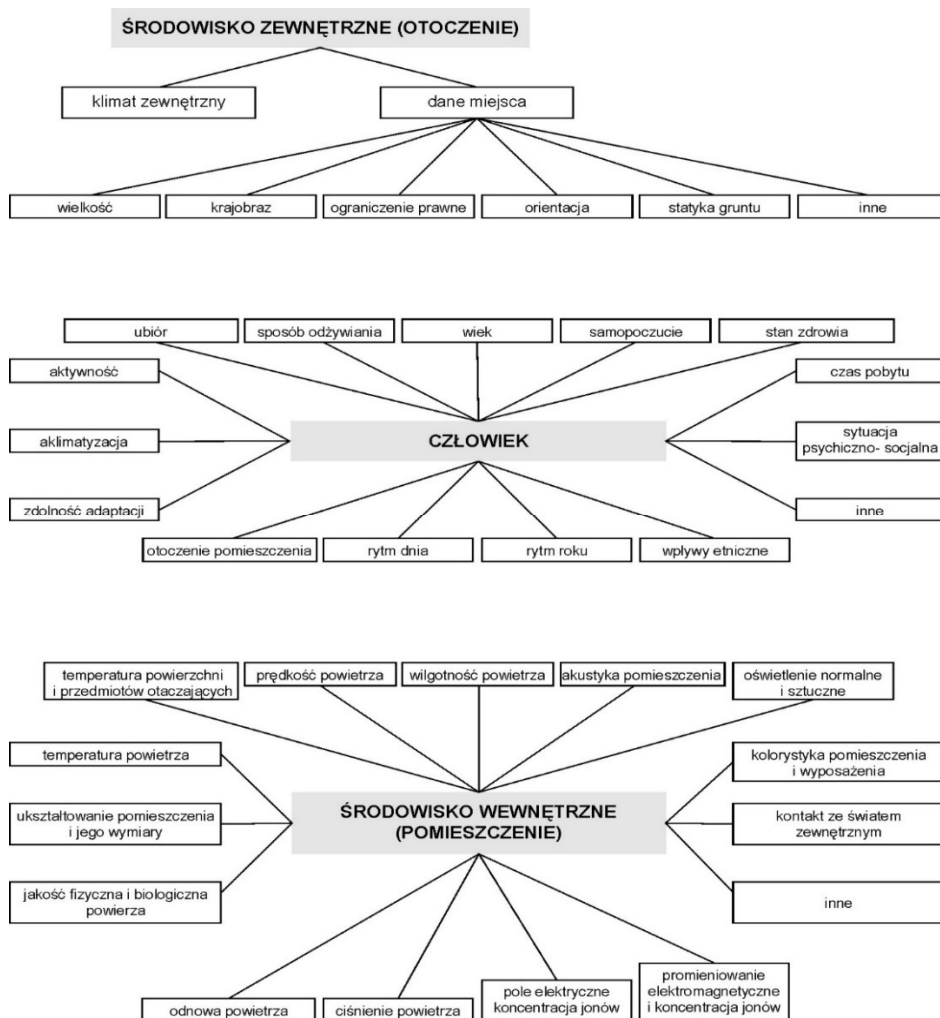 ŚRODOWISKO ZEWNĘTRZNE (OTOCZENIE)
klimat zewnętrzny
dane miejsca
wielkość
krajobraz
ograniczenie prawne
orientacja
statyka gruntu
inne
ubiór
sposób odżywiania
wiek
samopoczucie
stan zdrowia
aktywność
czas pobytu
aklimatyzacja
CZŁOWIEK
sytuacja
psychiczno- socjalna
zdolność adaptacji
inne
otoczenie pomieszczenia
rytm dnia
rytm roku
wpływy etniczne
temperatura powierzchni
i przedmiotów otaczających
prędkość powietrza
wilgotność powietrza
akustyka pomieszczenia
oświetlenie normalne
i sztuczne
temperatura powietrza
kolorystyka pomieszczenia
i wyposażenia
ukształtowanie pomieszczenia
i jego wymiary
ŚRODOWISKO WEWNĘTRZNE
(POMIESZCZENIE)
kontakt ze światem
zewnętrznym
jakość fizyczna i biologiczna
powierza
inne
odnowa powietrza
ciśnienie powietrza
pole elektryczne
koncentracja jonów
promieniowanie
elektromagnetyczne
i koncentracja jonów